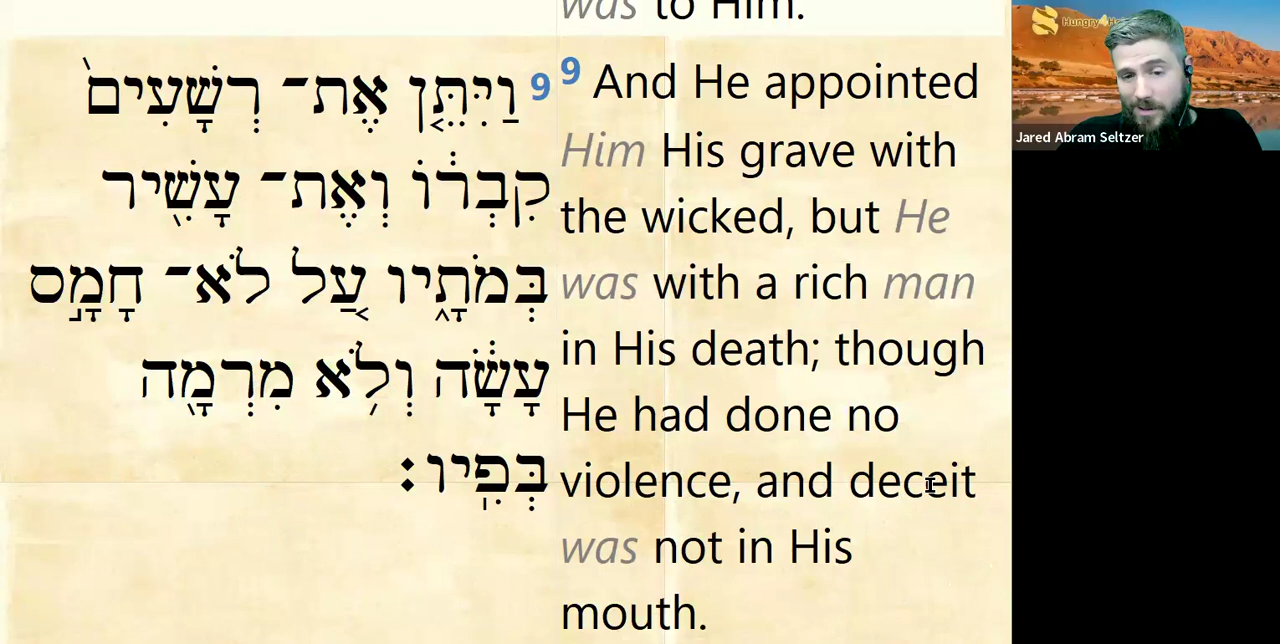 was to Him.
9 וַיִּתֵּ֤ן אֶת־ רְשָׁעִים֙
קִבְר֔וֹ וְאֶת־ עָשִׁ֖יר
בְּמֹתָ֑יו עַ֚ל לֹא־ חָמָ֣ס
עָשָׂ֔ה וְלֹ֥א מִרְמָ֖ה
בְּפִֽיו׃
9 And He appointed
Him His grave with
the wicked, but He
was with a rich man
in His death; though
He had done no
violence, and deceit
was not in His
mouth.
Jared Abram Seltzer